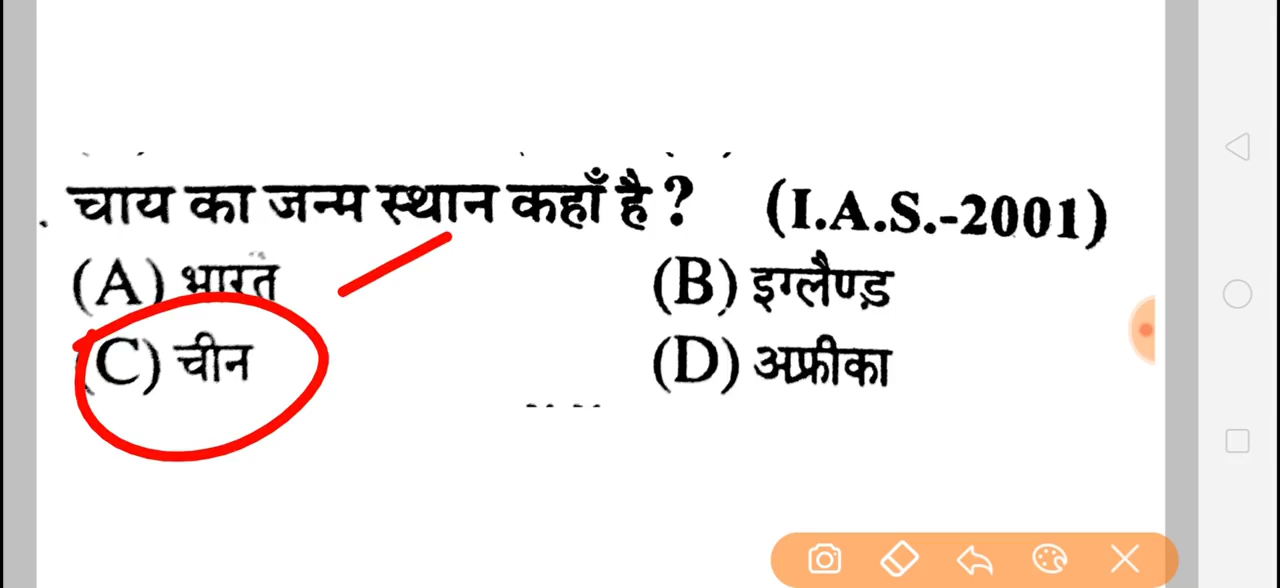 चाय का जन्म स्थान कहाँ है ? (I.A.S.-2001)
(A) भारत (B) इग्लैण्ड
(C) चीन (D) अफ्रीका